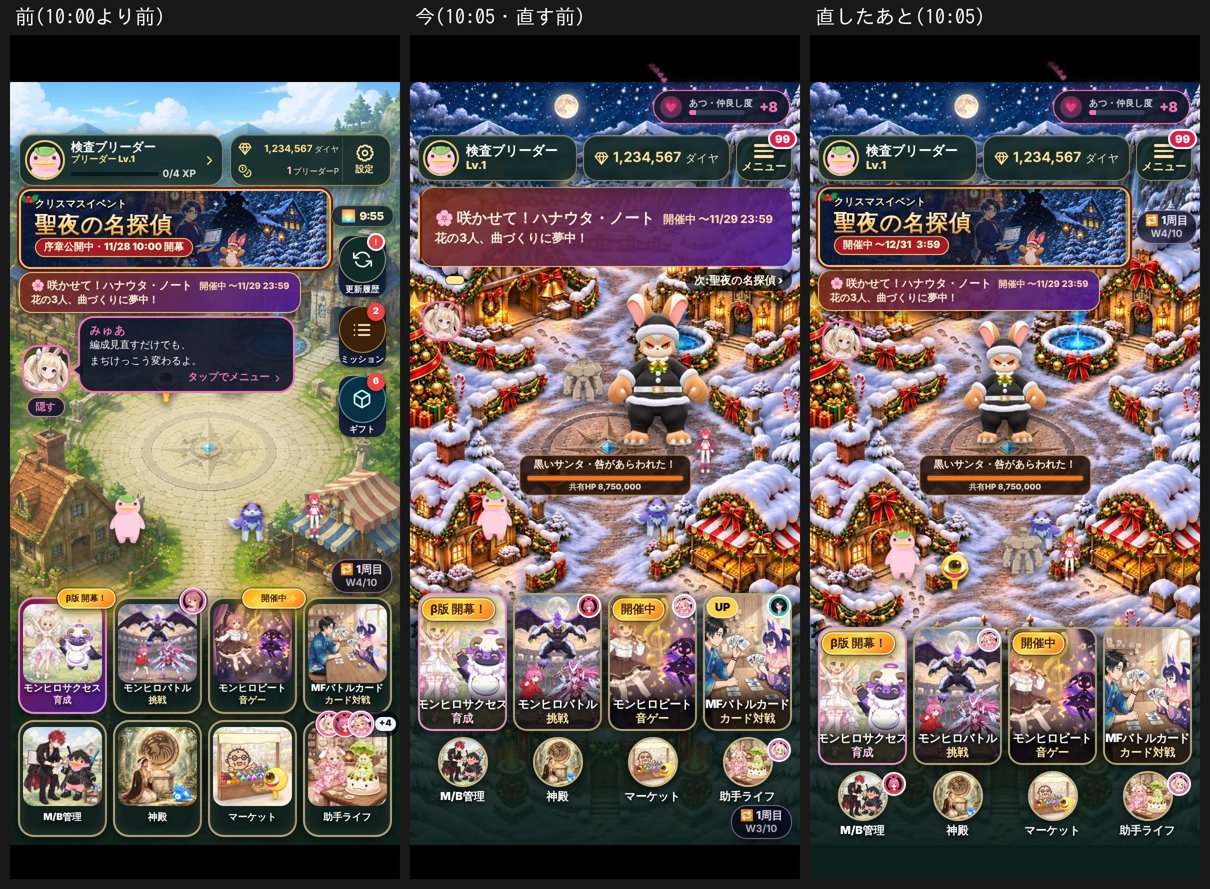 前(10:00より前)
検査ブリーダー
ブリーダーLv.1
0/4 XP
1,234,567 ダイヤ
1 ブリーダーP
設定
クリスマスイベント
聖夜の名探偵
序章公開中・11/28 10:00 開幕
9:55
!
更新履歴
🌸 咲かせて！ハナウタ・ノート 開催中 〜11/29 23:59
花の3人、曲づくりに夢中！
2
ミッション
みゅあ
編成見直すだけでも、
まぢけっこう変わるよ。
タップでメニュー ›
隠す
6
ギフト
1周目
W4/10
β版 開幕！
開催中
モンヒロサクセス
育成
モンヒロバトル
挑戦
モンヒロビート
音ゲー
MFバトルカード
カード対戦
+4
M/B管理
神殿
マーケット
助手ライフ
今(10:05・直す前)
あつ・仲良し度 +8
検査ブリーダー
Lv.1
1,234,567 ダイヤ
99
メニュー
🌸 咲かせて！ハナウタ・ノート 開催中 〜11/29 23:59
花の3人、曲づくりに夢中！
次:聖夜の名探偵 ›
黒いサンタ・咎があらわれた！
共有HP 8,750,000
β版 開幕！
開催中
UP
モンヒロサクセス
育成
モンヒロバトル
挑戦
モンヒロビート
音ゲー
MFバトルカード
カード対戦
M/B管理
神殿
マーケット
助手ライフ
1周目
W3/10
直したあと(10:05)
あつ・仲良し度 +8
検査ブリーダー
Lv.1
1,234,567 ダイヤ
99
メニュー
クリスマスイベント
聖夜の名探偵
開催中 〜12/31 3:59
1周目
W4/10
🌸 咲かせて！ハナウタ・ノート 開催中 〜11/29 23:59
花の3人、曲づくりに夢中！
黒いサンタ・咎があらわれた！
共有HP 8,750,000
β版 開幕！
開催中
モンヒロサクセス
育成
モンヒロバトル
挑戦
モンヒロビート
音ゲー
MFバトルカード
カード対戦
M/B管理
神殿
マーケット
助手ライフ